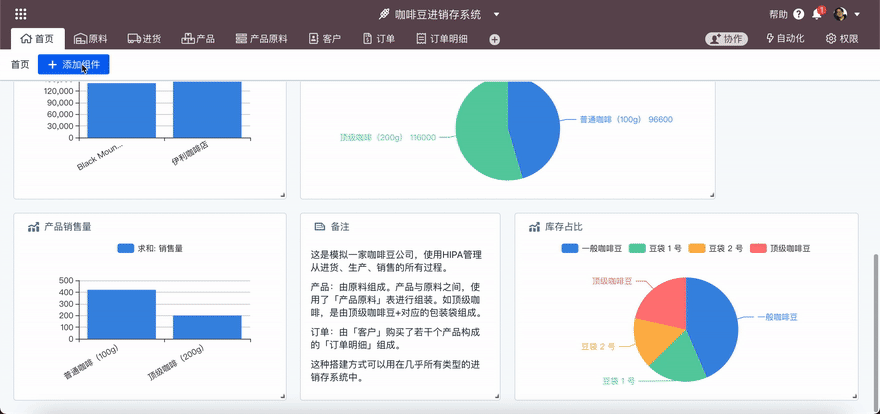 咖啡豆进销存系统
帮助
1
首页
原料
进货
产品
产品原料
客户
订单
订单明细
协作
自动化
权限
首页
添加组件
120,000
90,000
60,000
30,000
0
Black Moun...
伊利咖啡店
普通咖啡（100g） 96600
顶级咖啡（200g） 116000
产品销售量
求和: 销售量
500
400
300
200
100
0
普通咖啡（100g）
顶级咖啡（200g）
备注
这是模拟一家咖啡豆公司，使用HIPA管理
从进货、生产、销售的所有过程。
产品：由原料组成。产品与原料之间，使
用了「产品原料」表进行组装。如顶级咖
啡，是由顶级咖啡豆+对应的包装袋组成。
订单：由「客户」购买了若干个产品构成
的「订单明细」组成。
这种搭建方式可以用在几乎所有类型的进
销存系统中。
库存占比
一般咖啡豆
豆袋 1 号
豆袋 2 号
顶级咖啡豆
顶级咖啡豆
一般咖啡豆
豆袋 2 号
豆袋 1 号